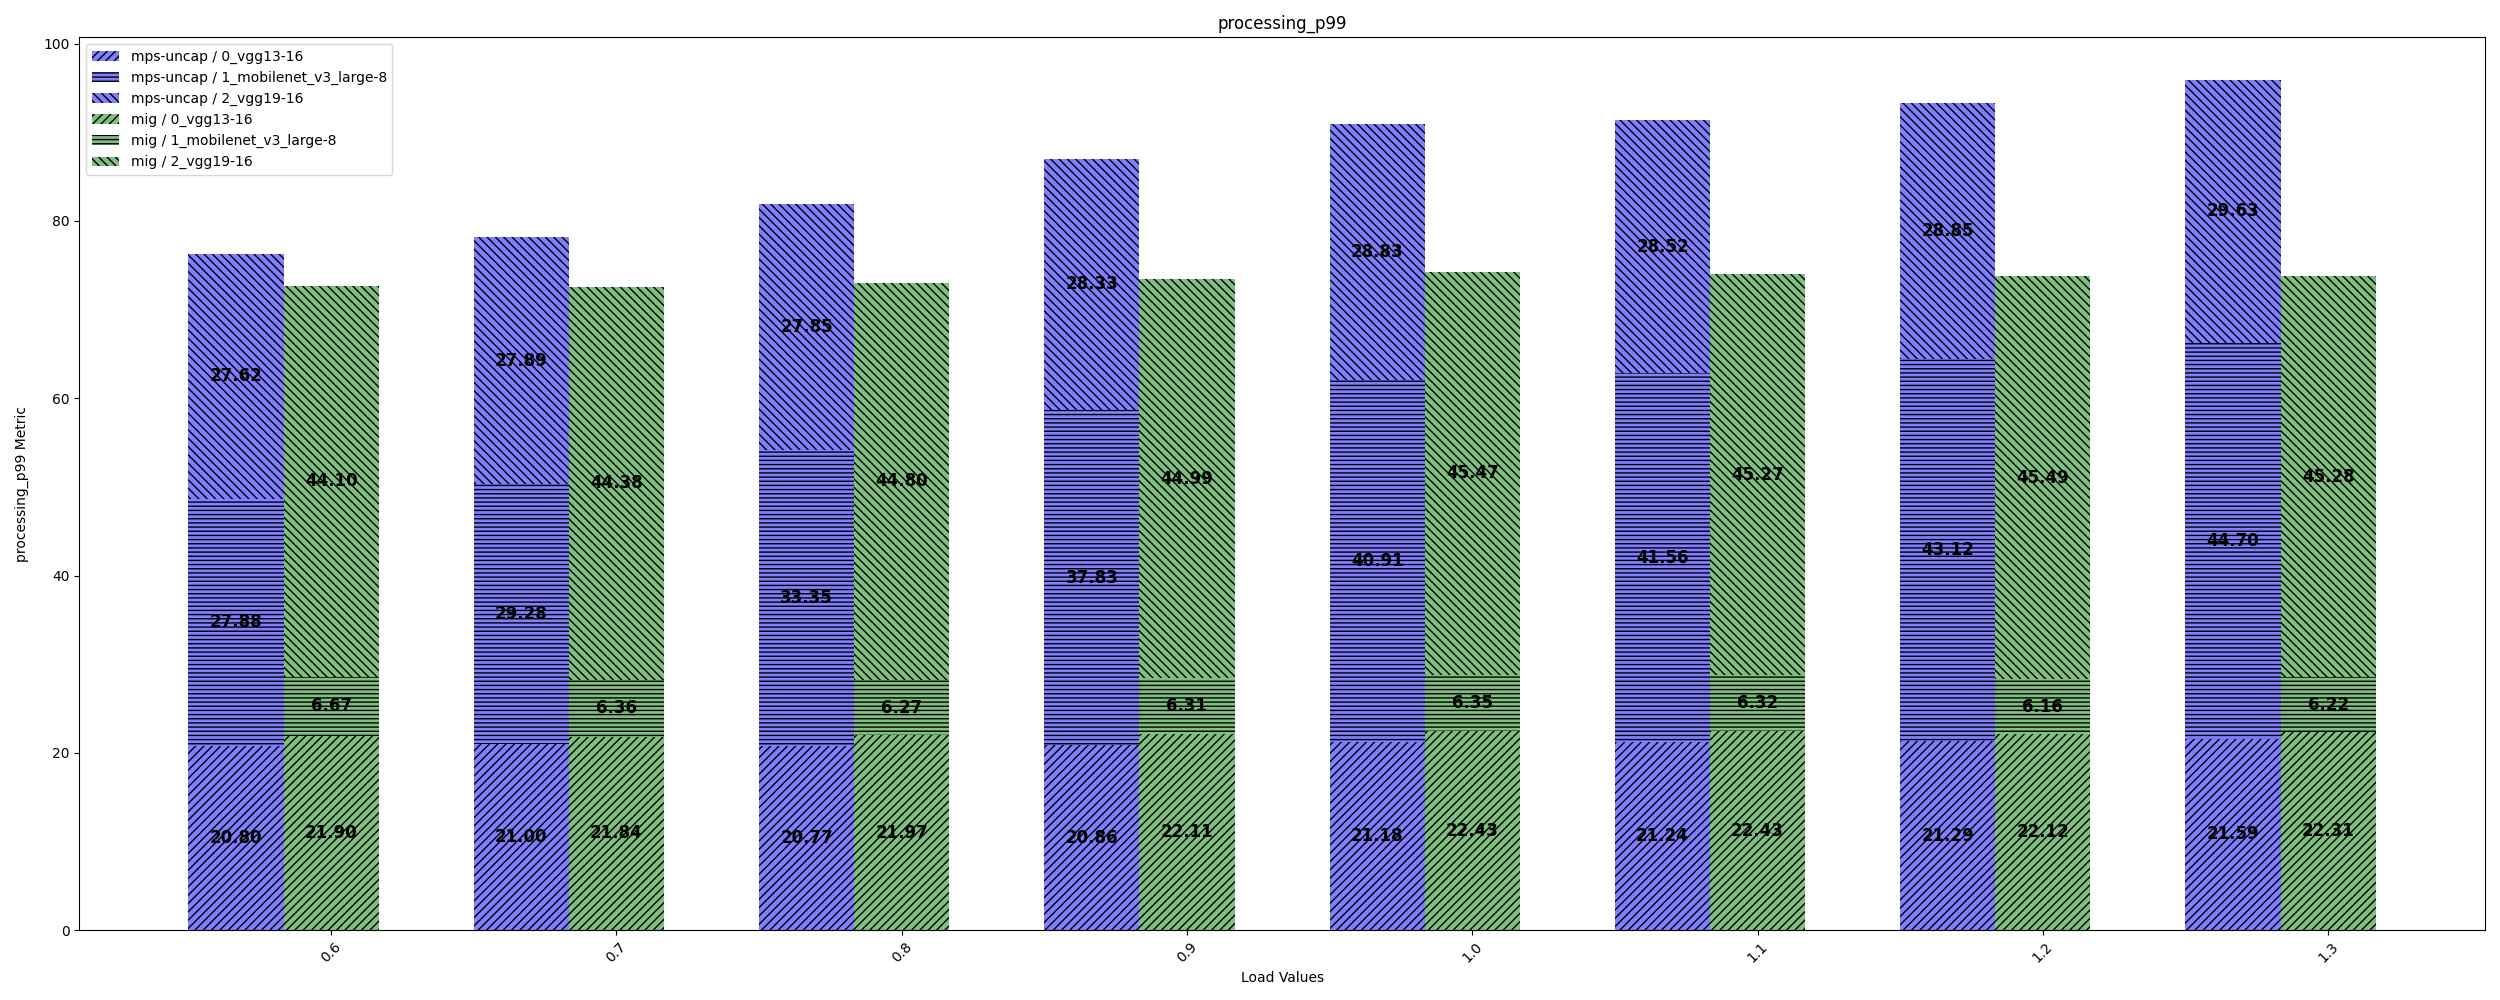 processing_p99
100
80
60
40
20
0
processing_p99 Metric
mps-uncap / 0_vgg13-16
mps-uncap / 1_mobilenet_v3_large-8
mps-uncap / 2_vgg19-16
mig / 0_vgg13-16
mig / 1_mobilenet_v3_large-8
mig / 2_vgg19-16
27.62 27.89 27.85 28.33 28.83 28.52 28.85 29.63
44.10 44.38 44.80 44.99 45.47 45.27 45.49 45.28
27.88 29.28 33.35 37.83 40.91 41.56 43.12 44.70
6.67 6.36 6.27 6.31 6.35 6.32 6.16 6.22
20.80 21.90 21.00 21.84 20.77 21.97 20.86 22.11 21.18 22.43 21.24 22.43 21.29 22.12 21.59 22.31
0.6 0.7 0.8 0.9 1.0 1.1 1.2 1.3
Load Values